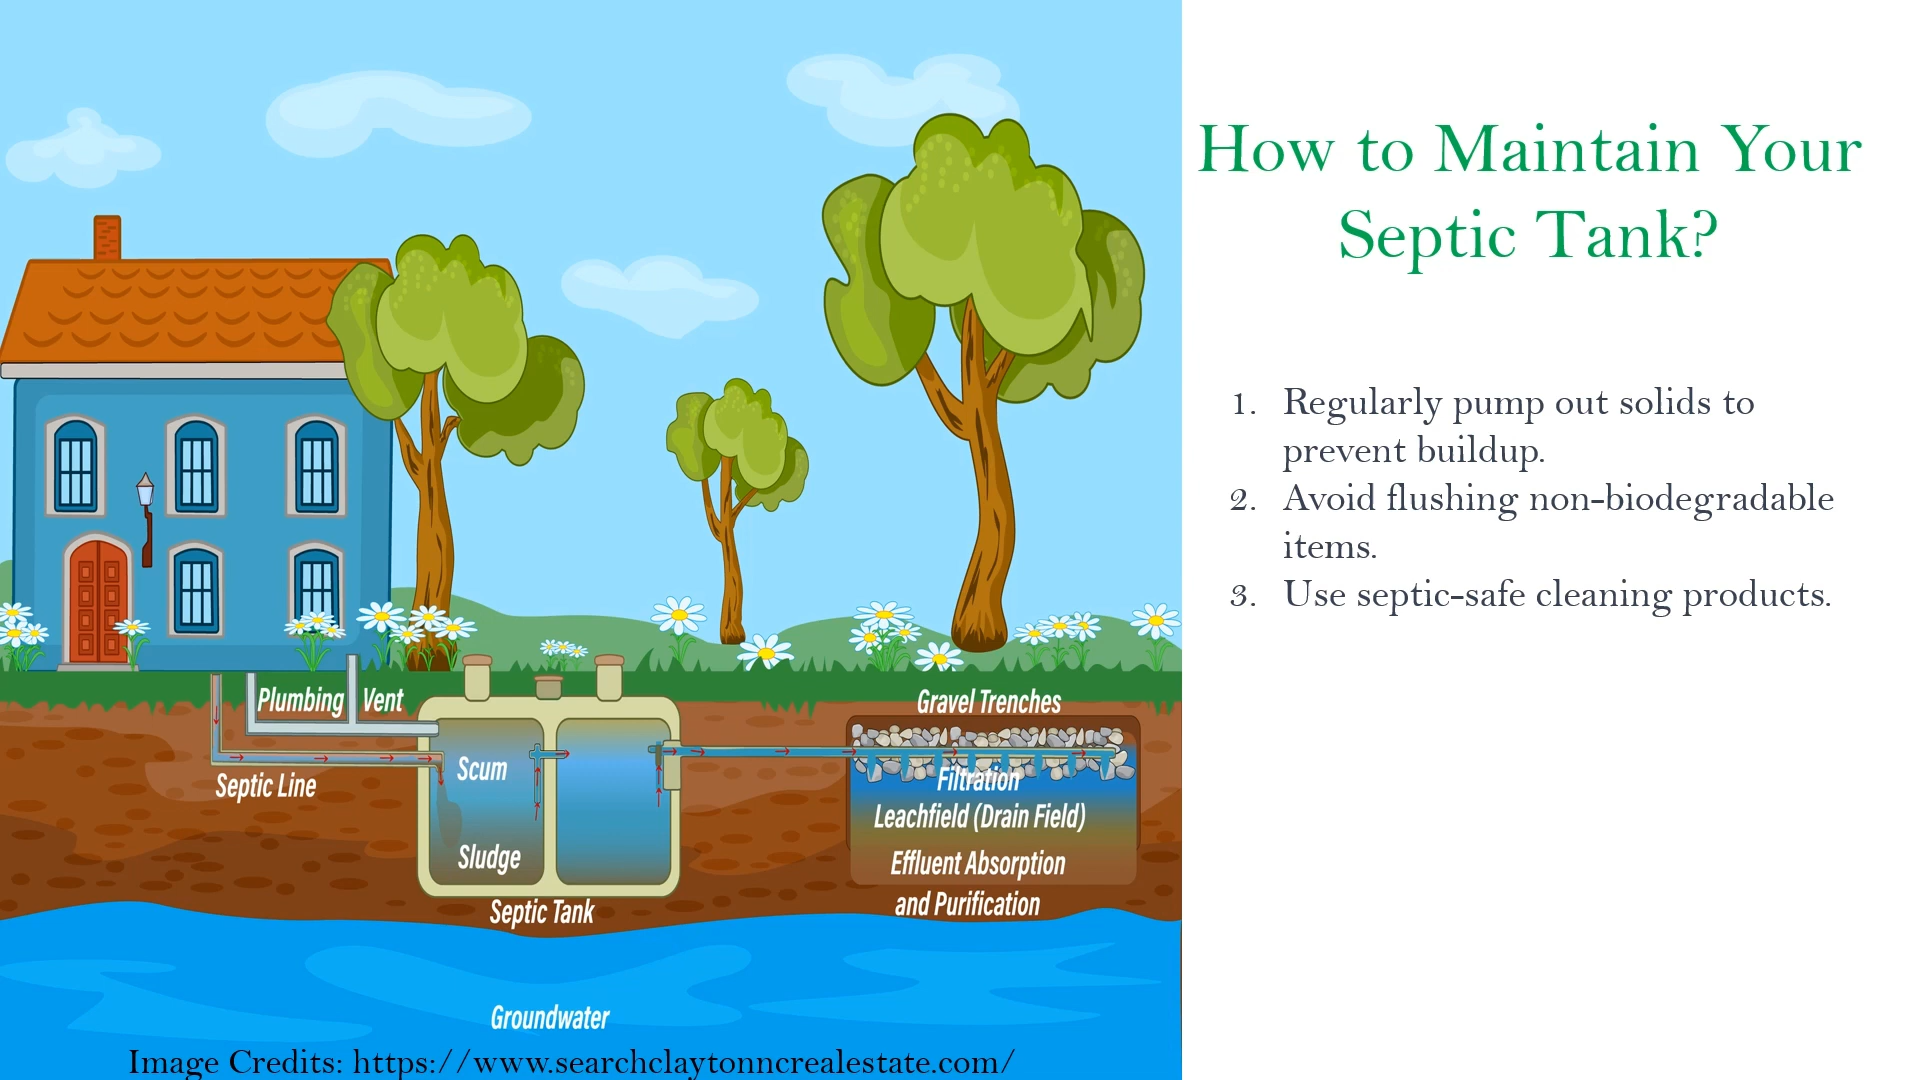 How to Maintain Your
Septic Tank?
1. Regularly pump out solids to
prevent buildup.
2. Avoid flushing non-biodegradable
items.
3. Use septic-safe cleaning products.
Plumbing Vent
Septic Line
Scum
Sludge
Septic Tank
Gravel Trenches
Filtration
Leachfield (Drain Field)
Effluent Absorption
and Purification
Groundwater
Image Credits: https://www.searchclaytonncrealestate.com/